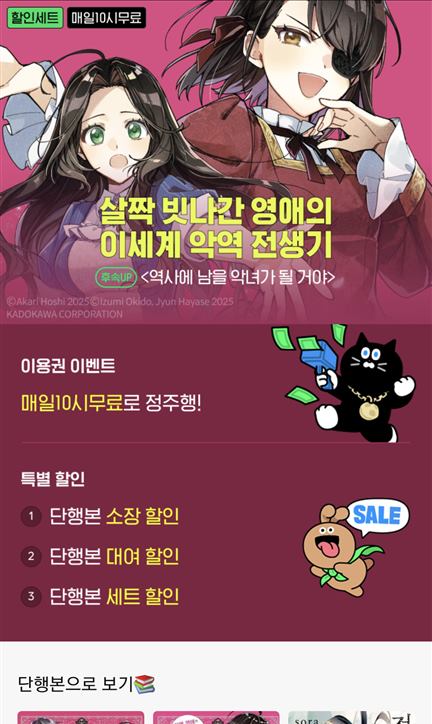 할인세트 매일10시무료
살짝 빗나간 영애의
이세계 악역 전생기
후속UP <역사에 남을 악녀가 될 거야>
©Akari Hoshi 2025 ©Izumi Okido, Jyun Hayase 2025
KADOKAWA CORPORATION
이용권 이벤트
매일10시무료로 정주행!
특별 할인
1 단행본 소장 할인
SALE
2 단행본 대여 할인
3 단행본 세트 할인
단행본으로 보기
sora